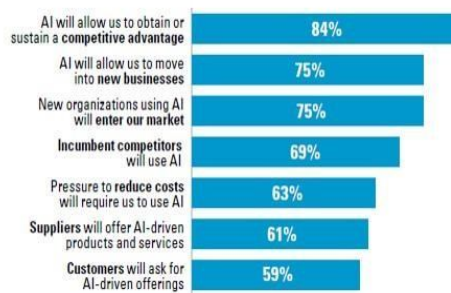 AI will allow us to obtain or
sustain a competitive advantage
84%
AI will allow us to move
into new businesses
75%
New organizations using AI
will enter our market
75%
Incumbent competitors
will use AI
69%
Pressure to reduce costs
will require us to use AI
63%
Suppliers will offer AI-driven
products and services
61%
Customers will ask for
AI-driven offerings
59%